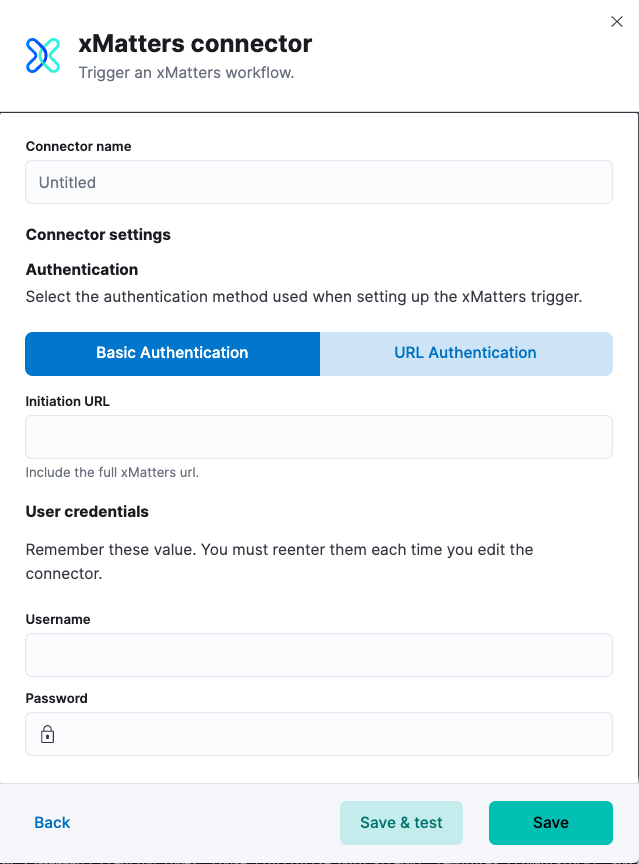 xMatters connector
Trigger an xMatters workflow.
Connector name
Untitled
Connector settings
Authentication
Select the authentication method used when setting up the xMatters trigger.
Basic Authentication
URL Authentication
Initiation URL
Include the full xMatters url.
User credentials
Remember these value. You must reenter them each time you edit the
connector.
Username
Password
Back
Save & test
Save